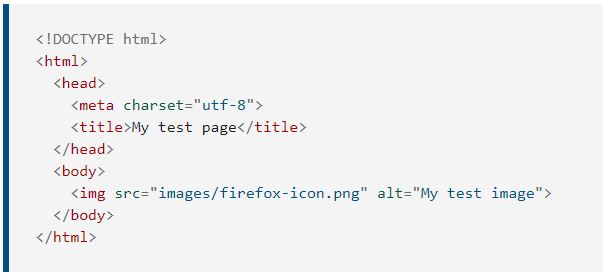 <!DOCTYPE html>
<html>
  <head>
    <meta charset="utf-8">
    <title>My test page</title>
  </head>
  <body>
    <img src="images/firefox-icon.png" alt="My test image">
  </body>
</html>